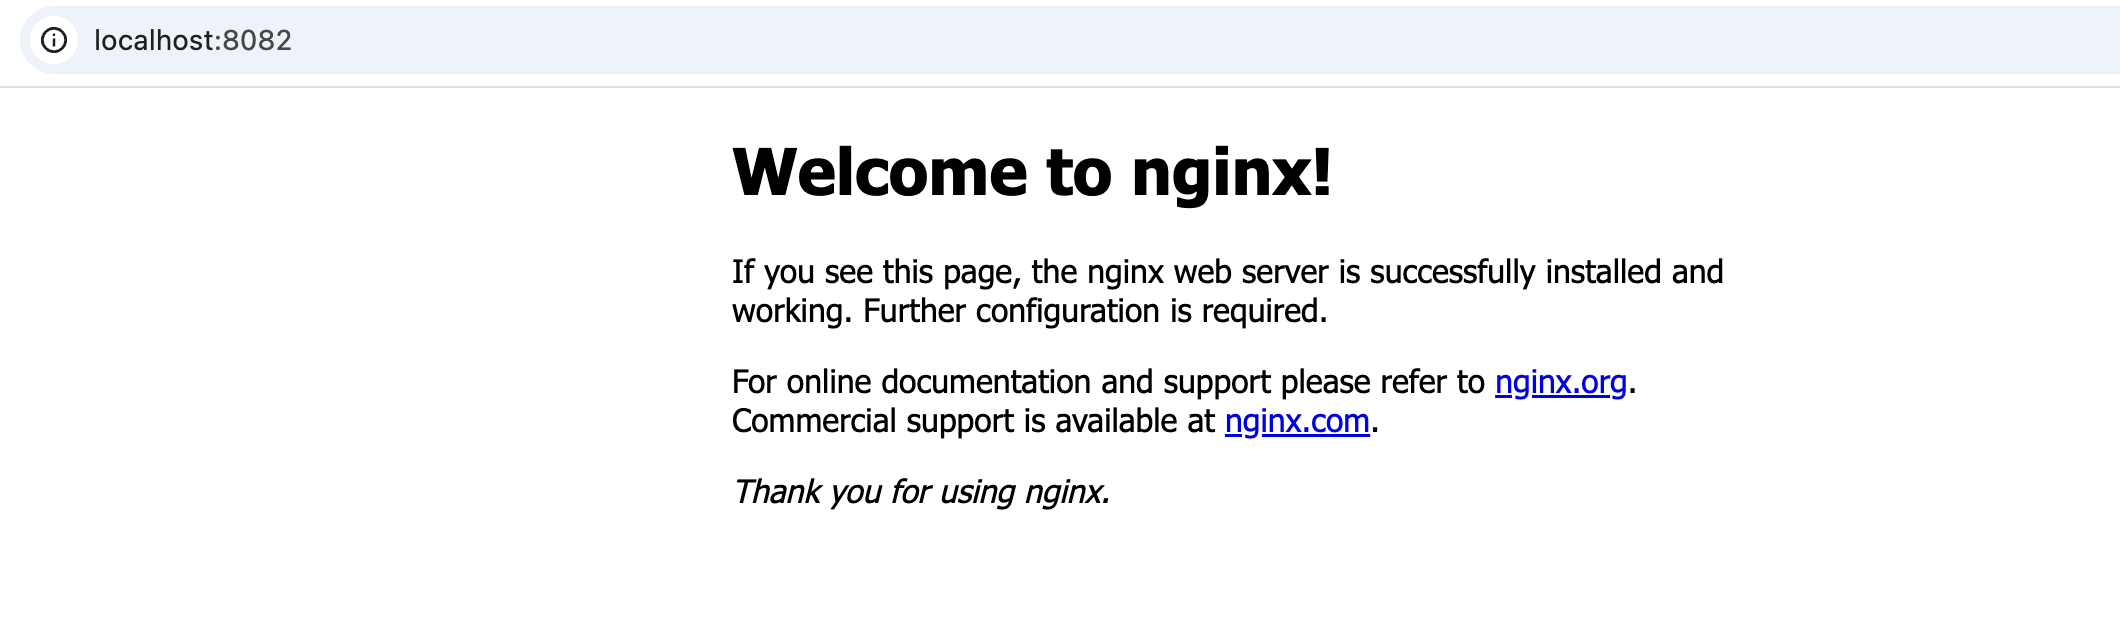 localhost:8082
Welcome to nginx!
If you see this page, the nginx web server is successfully installed and
working. Further configuration is required.
For online documentation and support please refer to nginx.org.
Commercial support is available at nginx.com.
Thank you for using nginx.